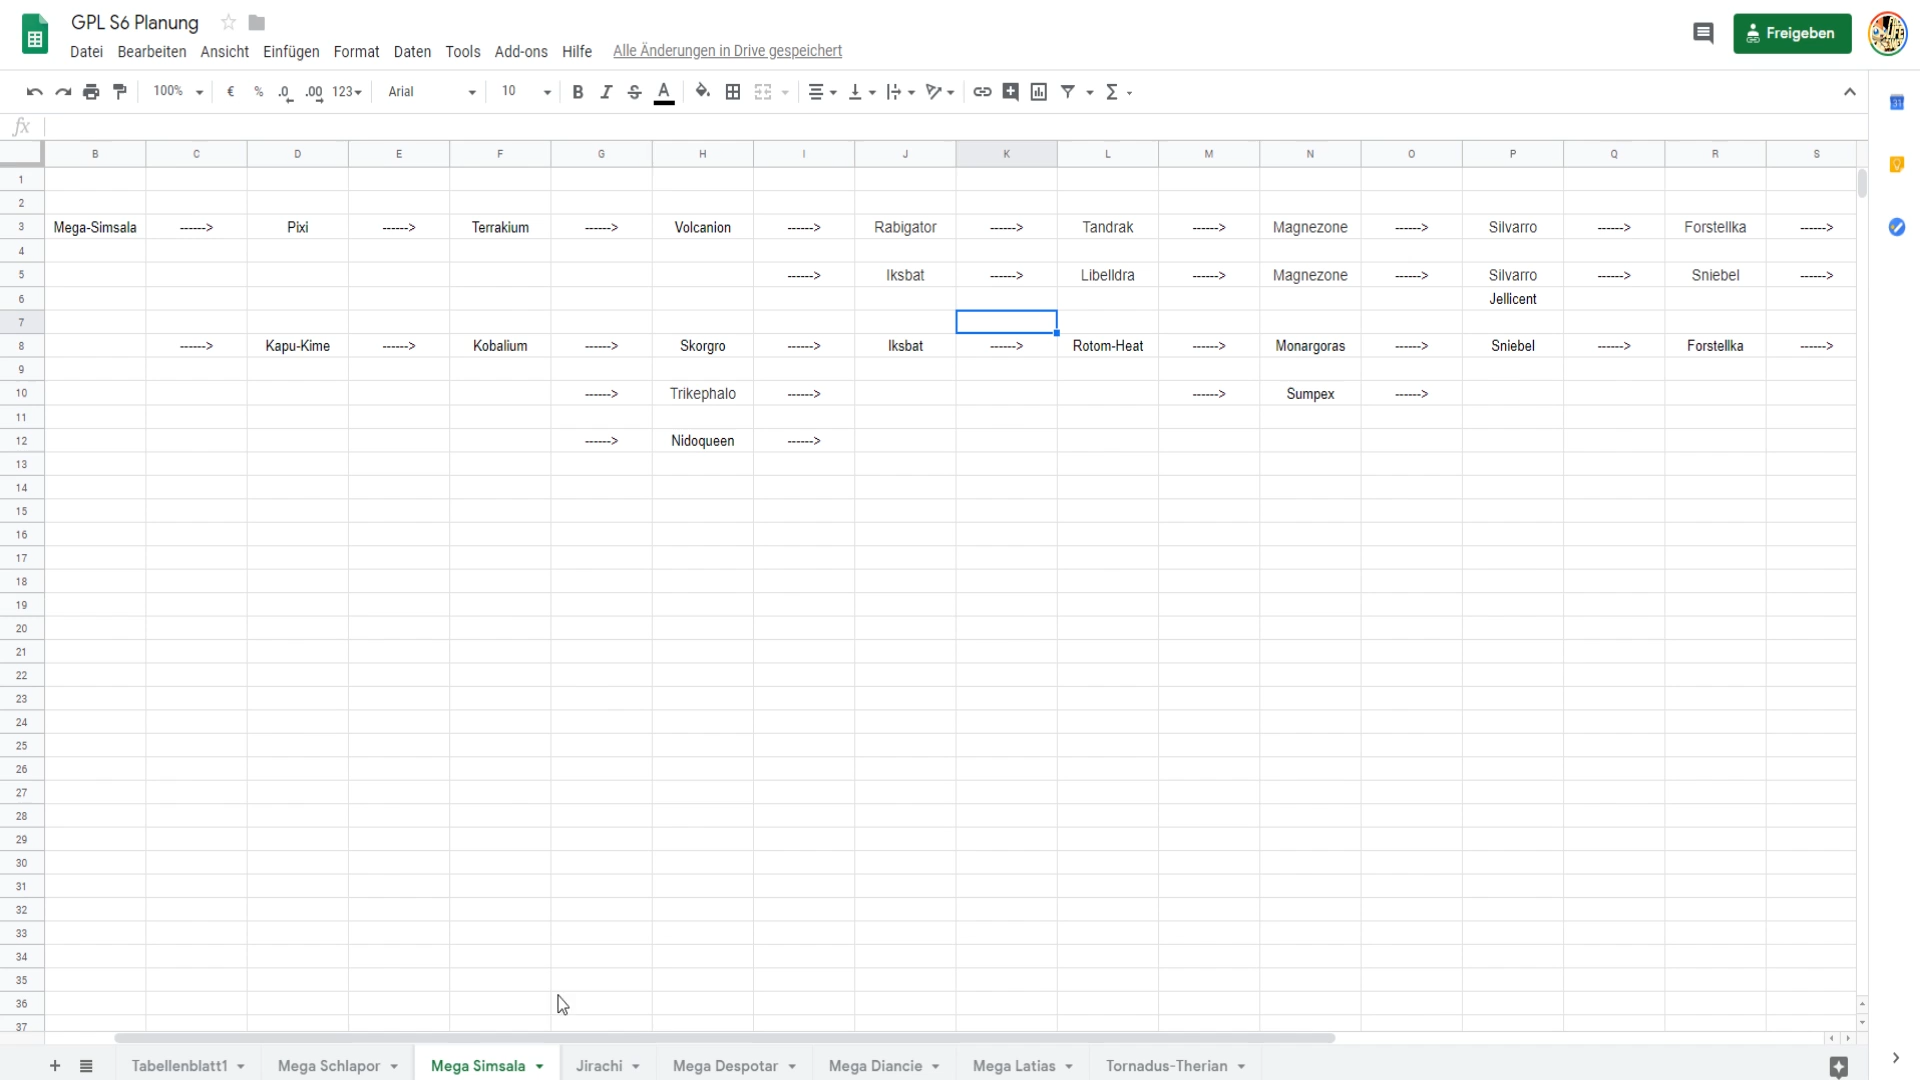 GPL S6 Planung
Datei Bearbeiten Ansicht Einfügen Format Daten Tools Add-ons Hilfe Alle Änderungen in Drive gespeichert
Freigeben
100% € % .0 .00 123 Arial 10 B I S A Σ
fx
B C D E F G H I J K L M N O P Q R S
1
2
3 Mega-Simsala ------> Pixi ------> Terrakium ------> Volcanion ------> Rabigator ------> Tandrak ------> Magnezone ------> Silvarro ------> Forstellka ------>
4
5 ------> Iksbat ------> Libelldra ------> Magnezone ------> Silvarro ------> Sniebel ------>
6 Jellicent
7
8 ------> Kapu-Kime ------> Kobalium ------> Skorgro ------> Iksbat ------> Rotom-Heat ------> Monargoras ------> Sniebel ------> Forstellka ------>
9
10 ------> Trikephalo ------> ------> Sumpex ------>
11
12 ------> Nidoqueen ------>
13
14
15
16
17
18
19
20
21
22
23
24
25
26
27
28
29
30
31
32
33
34
35
36
37
+ Tabellenblatt1 Mega Schlapor Mega Simsala Jirachi Mega Despotar Mega Diancie Mega Latias Tornadus-Therian